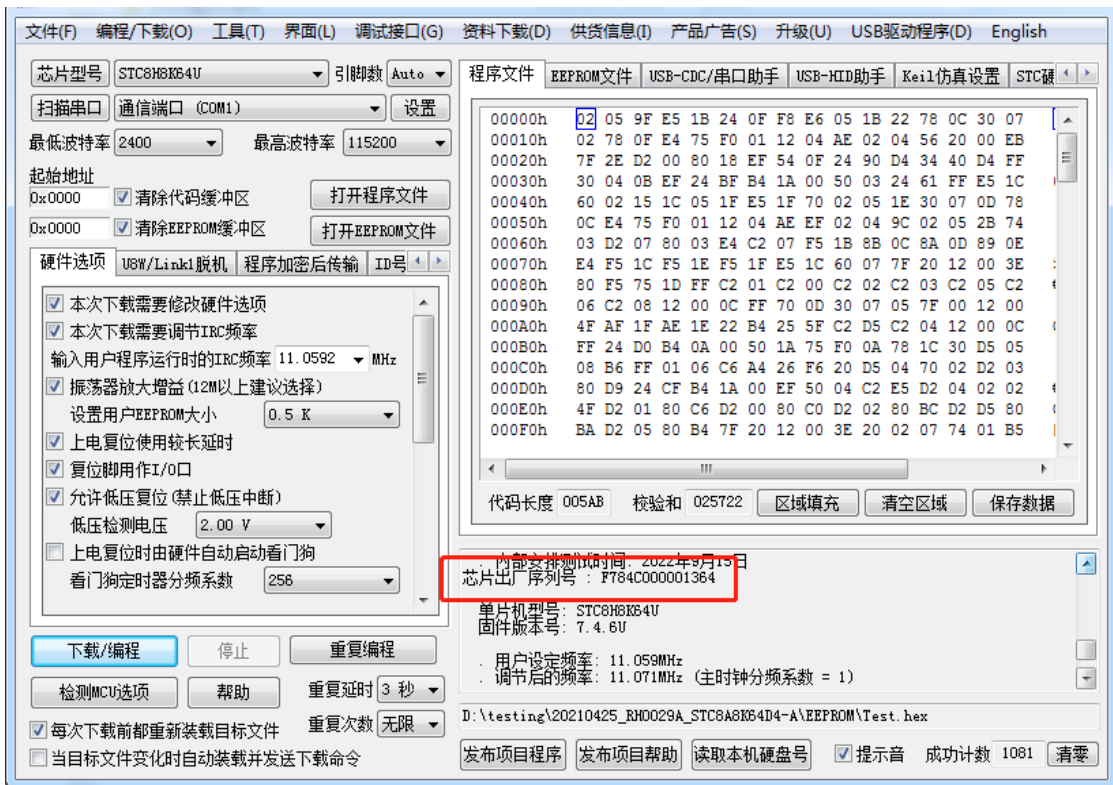 文件(F) 编程/下载(O) 工具(T) 界面(L) 调试接口(G) 资料下载(D) 供货信息(I) 产品广告(S) 升级(U) USB驱动程序(D) English
芯片型号 STC8H8K64U 引脚数 Auto
扫描串口 通信端口 (COM1) 设置
最低波特率 2400 最高波特率 115200
起始地址
0x0000 清除代码缓冲区 打开程序文件
0x0000 清除EEPROM缓冲区 打开EEPROM文件
硬件选项 U8W/Link1脱机 程序加密后传输 ID号
本次下载需要修改硬件选项
本次下载需要调节IRC频率
输入用户程序运行时的IRC频率 11.0592 MHz
振荡器放大增益(12M以上建议选择)
设置用户EEPROM大小 0.5 K
上电复位使用较长延时
复位脚用作I/O口
允许低压复位(禁止低压中断)
低压检测电压 2.00 V
上电复位时由硬件自动启动看门狗
看门狗定时器分频系数 256
下载/编程 停止 重复编程
检测MCU选项 帮助 重复延时 3 秒
每次下载前都重新装载目标文件 重复次数 无限
当目标文件变化时自动装载并发送下载命令
程序文件 EEPROM文件 USB-CDC/串口助手 USB-HID助手 Keil仿真设置 STC硬
00000h 02 05 9F E5 1B 24 0F F8 E6 05 1B 22 78 0C 30 07
00010h 02 78 0F E4 75 F0 01 12 04 AE 02 04 56 20 00 EB
00020h 7F 2E D2 00 80 18 EF 54 0F 24 90 D4 34 40 D4 FF
00030h 30 04 0B EF 24 BF B4 1A 00 50 03 24 61 FF E5 1C
00040h 60 02 15 1C 05 1F E5 1F 70 02 05 1E 30 07 0D 78
00050h 0C E4 75 F0 01 12 04 AE EF 02 04 9C 02 05 2B 74
00060h 03 D2 07 80 03 E4 C2 07 F5 1B 8B 0C 8A 0D 89 0E
00070h E4 F5 1C F5 1E F5 1F E5 1C 60 07 7F 20 12 00 3E
00080h 80 F5 75 1D FF C2 01 C2 00 C2 02 C2 03 C2 05 C2
00090h 06 C2 08 12 00 0C FF 70 0D 30 07 05 7F 00 12 00
000A0h 4F AF 1F AE 1E 22 B4 25 5F C2 D5 C2 04 12 00 0C
000B0h FF 24 D0 B4 0A 00 50 1A 75 F0 0A 78 1C 30 D5 05
000C0h 08 B6 FF 01 06 C6 A4 26 F6 20 D5 04 70 02 D2 03
000D0h 80 D9 24 CF B4 1A 00 EF 50 04 C2 E5 D2 04 02 02
000E0h 4F D2 01 80 C6 D2 00 80 C0 D2 02 80 BC D2 D5 80
000F0h BA D2 05 80 B4 7F 20 12 00 3E 20 02 07 74 01 B5
代码长度 005AB 校验和 025722 区域填充 清空区域 保存数据
. 内部安排测试时间: 2022年9月15日
芯片出厂序列号 : F784C000001364
单片机型号: STC8H8K64U
固件版本号: 7.4.6U
. 用户设定频率: 11.059MHz
. 调节后的频率: 11.071MHz (主时钟分频系数 = 1)
D:\testing\20210425_RH0029A_STC8A8K64D4-A\EEPROM\Test.hex
发布项目程序 发布项目帮助 读取本机硬盘号 提示音 成功计数 1081 清零